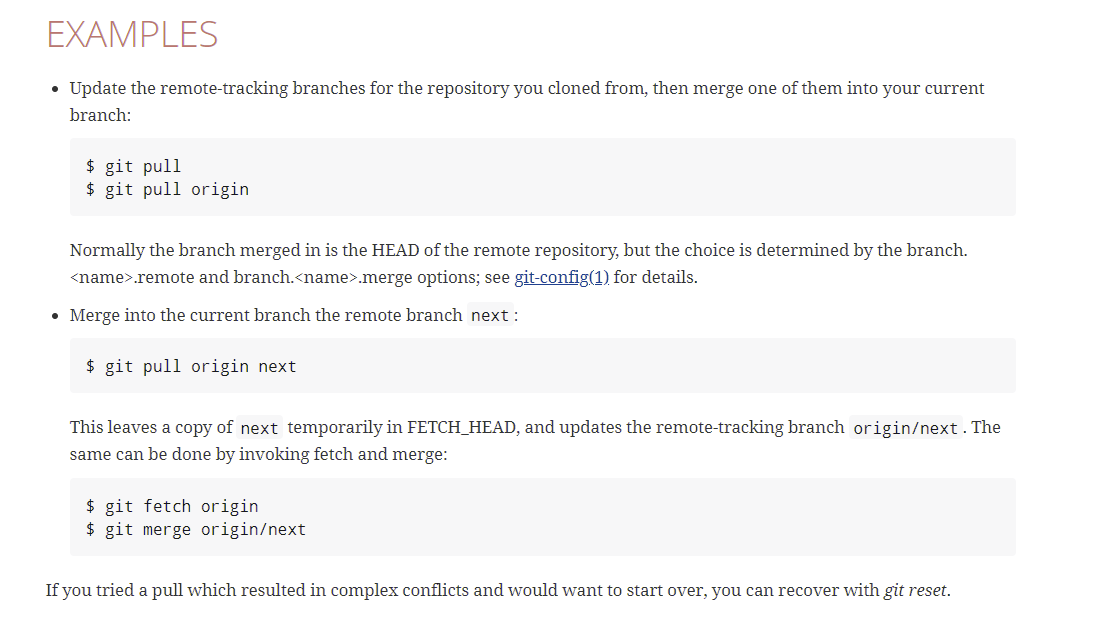 EXAMPLES
• Update the remote-tracking branches for the repository you cloned from, then merge one of them into your current
branch:
$ git pull
$ git pull origin
Normally the branch merged in is the HEAD of the remote repository, but the choice is determined by the branch.
<name>.remote and branch.<name>.merge options; see git-config(1) for details.
• Merge into the current branch the remote branch next :
$ git pull origin next
This leaves a copy of next temporarily in FETCH_HEAD, and updates the remote-tracking branch origin/next . The
same can be done by invoking fetch and merge:
$ git fetch origin
$ git merge origin/next
If you tried a pull which resulted in complex conflicts and would want to start over, you can recover with git reset.